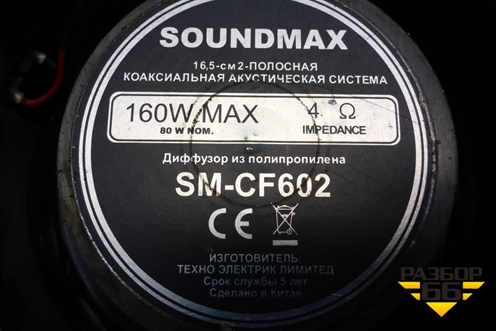 SOUNDMAX
16,5-см 2-ПОЛОСНАЯ
КОАКСИАЛЬНАЯ АКУСТИЧЕСКАЯ СИСТЕМА
160W MAX 4 Ω
80 W NOM. IMPEDANCE
Диффузор из полипропилена
SM-CF602
CE
ИЗГОТОВИТЕЛЬ:
ТЕХНО ЭЛЕКТРИК ЛИМИТЕД
Срок службы 5 лет
Сделано в Китае
РАЗБОР
66